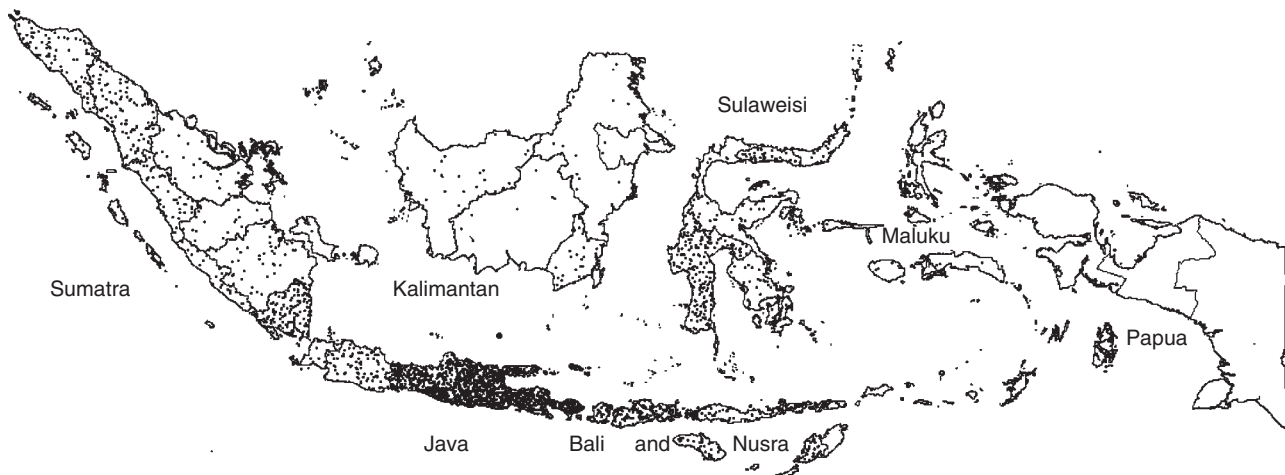 Sulaweisi
Maluku
Sumatra
Kalimantan
Papua
Java
Bali and Nusra